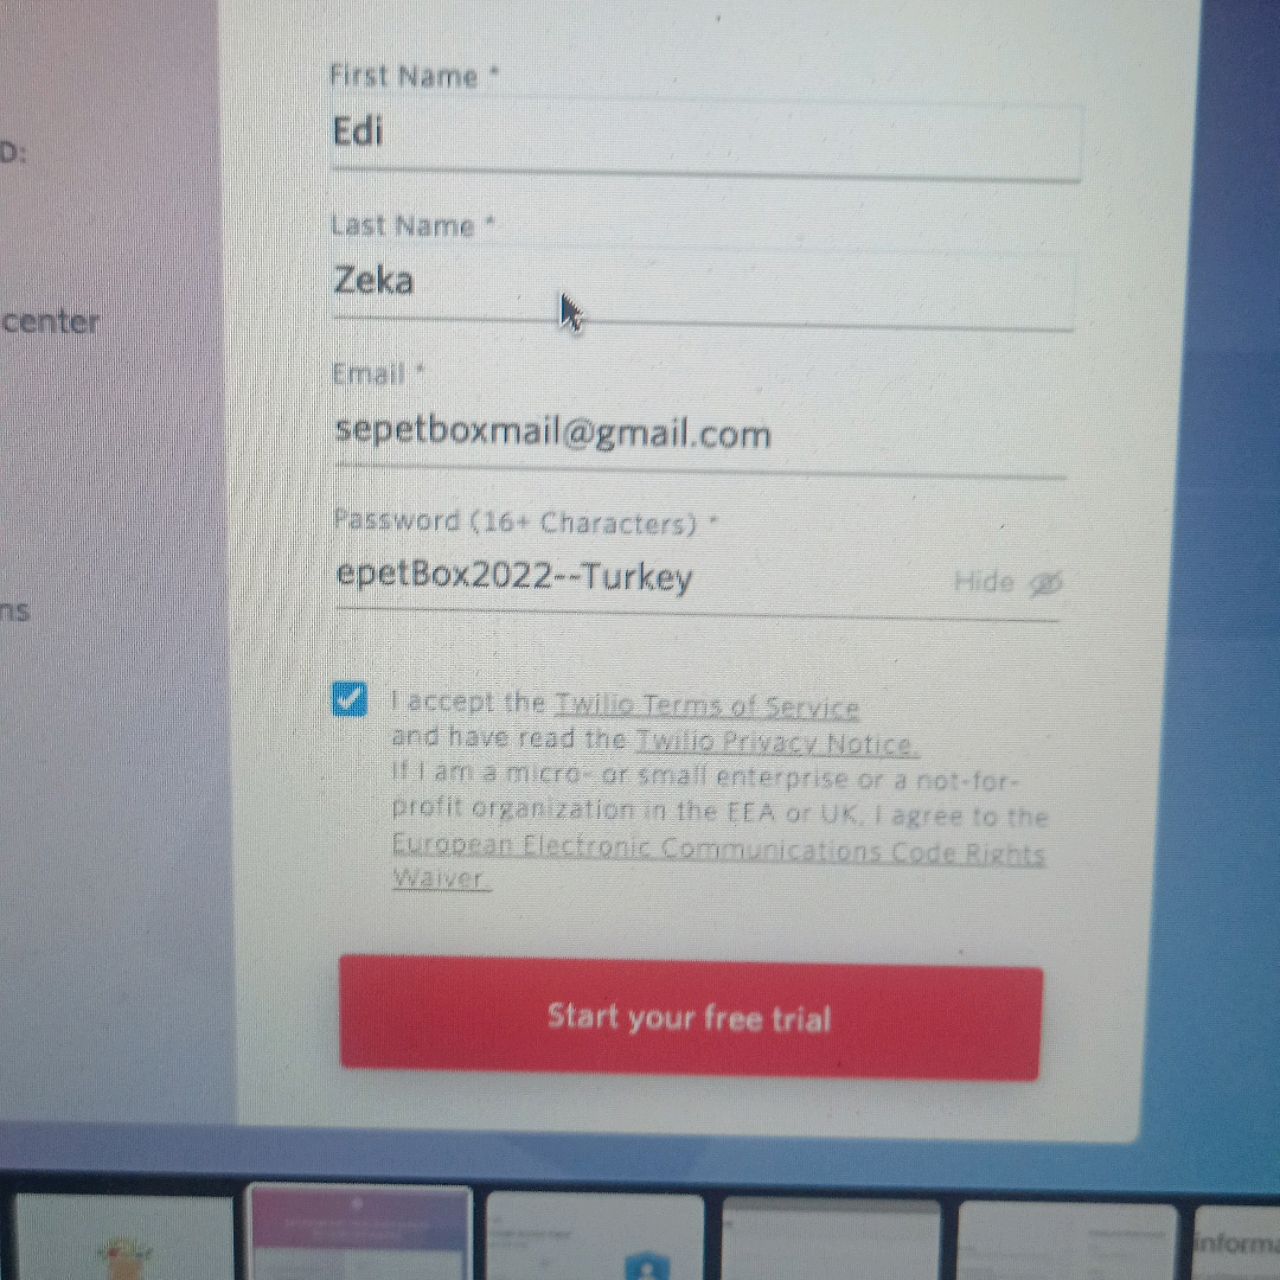 First Name *
Edi
D:
Last Name *
Zeka
center
Email *
sepetboxmail@gmail.com
Password (16+ Characters) *
epetBox2022--Turkey
Hide
ns
I accept the Twilio Terms of Service
and have read the Twilio Privacy Notice.
If I am a micro- or small enterprise or a not-for-
profit organization in the EEA or UK, I agree to the
European Electronic Communications Code Rights
Waiver.
Start your free trial
informa